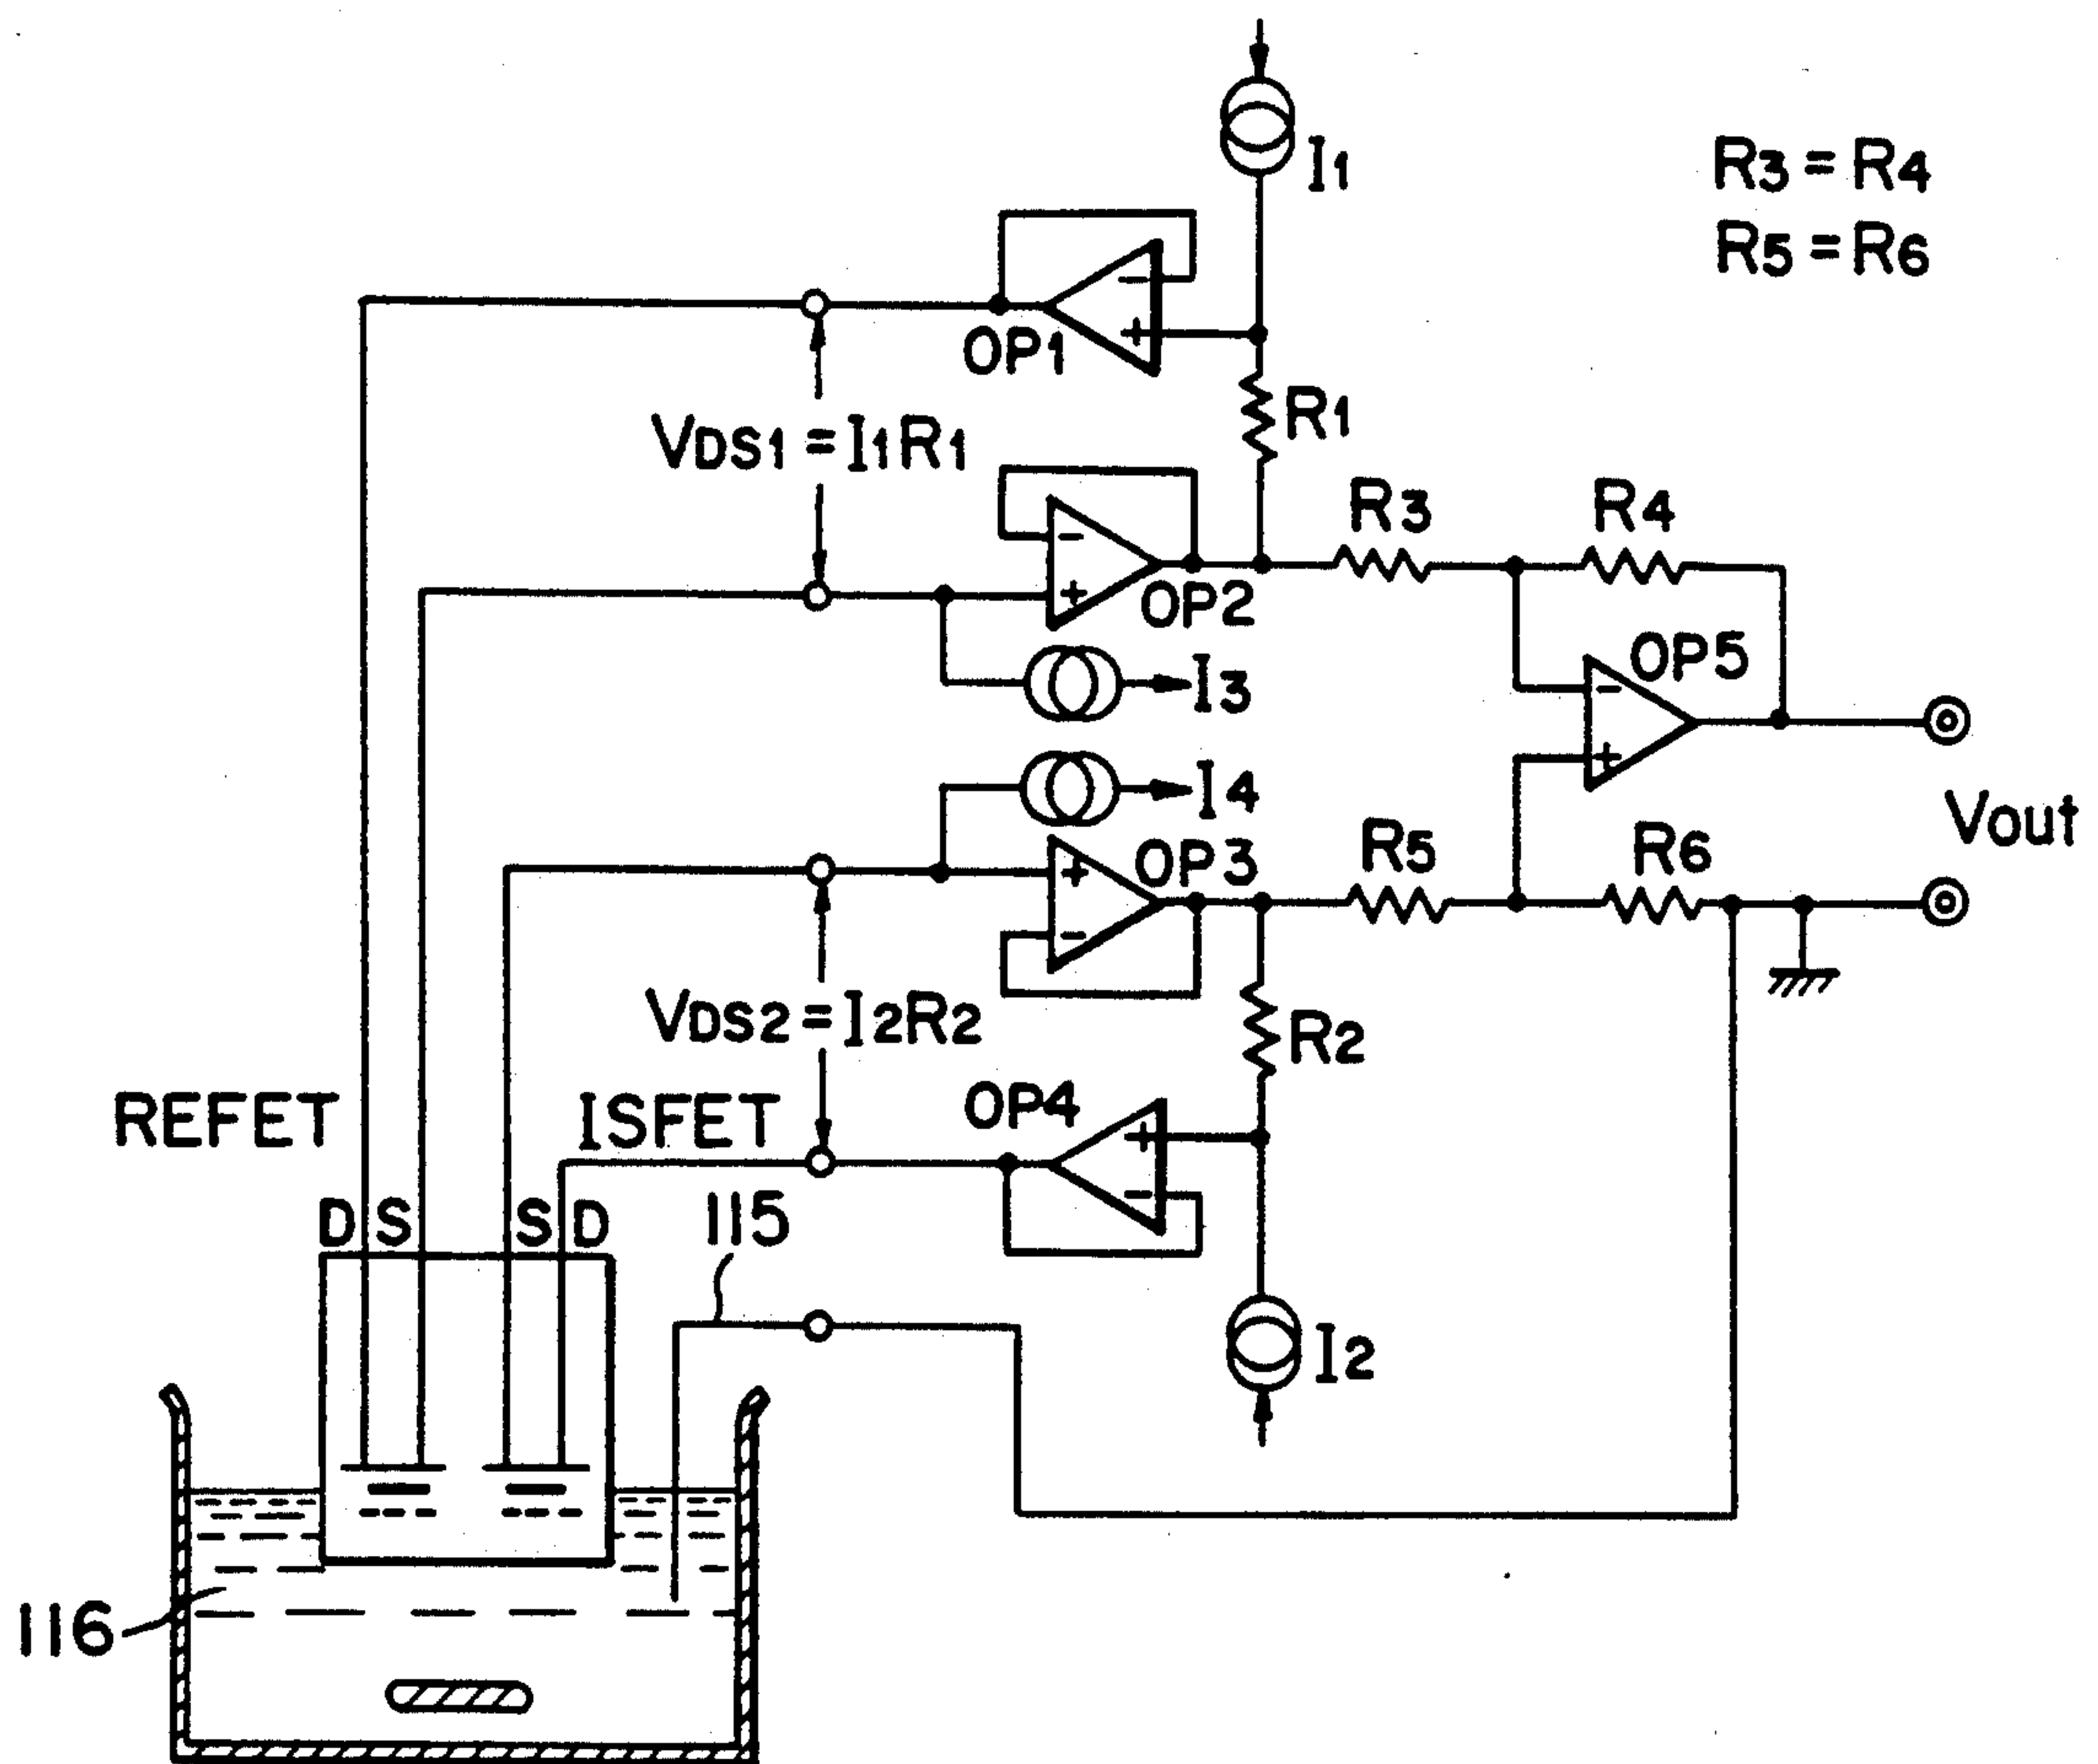 I1
R3 = R4
R5 = R6
-
+
OP1
R1
VDS1 = I1R1
R3
R4
-
+
OP2
OP5
I3
-
+
I4
Vout
R5
R6
+
-
OP3
VDS2 = I2R2
R2
REFET
ISFET
OP4
+
-
D S
S D
115
I2
116